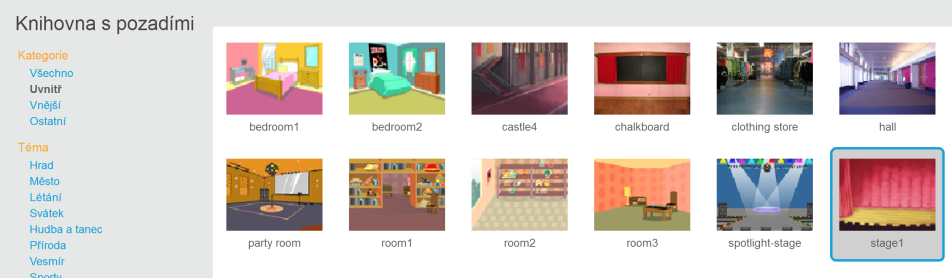 Knihovna s pozadími
Kategorie
Všechno
Uvnitř
Vnější
Ostatní
Téma
Hrad
Město
Létání
Svátek
Hudba a tanec
Příroda
Vesmír
Sporty
bedroom1
bedroom2
castle4
chalkboard
clothing store
hall
party room
room1
room2
room3
spotlight-stage
stage1